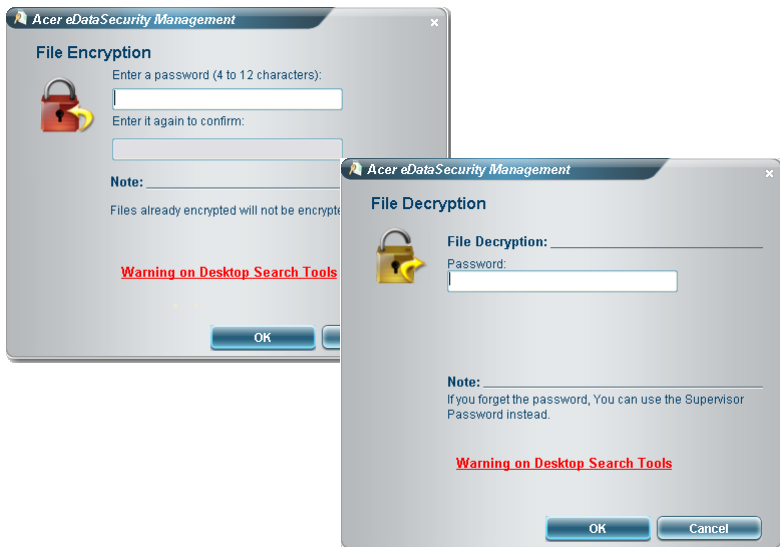 Acer eDataSecurity Management
File Encryption
Enter a password (4 to 12 characters):
Enter it again to confirm:
Note:
Files already encrypted will not be encrypte
Warning on Desktop Search Tools
OK
Acer eDataSecurity Management
File Decryption
File Decryption:
Password:
Note:
If you forget the password, You can use the Supervisor
Password instead.
Warning on Desktop Search Tools
OK
Cancel